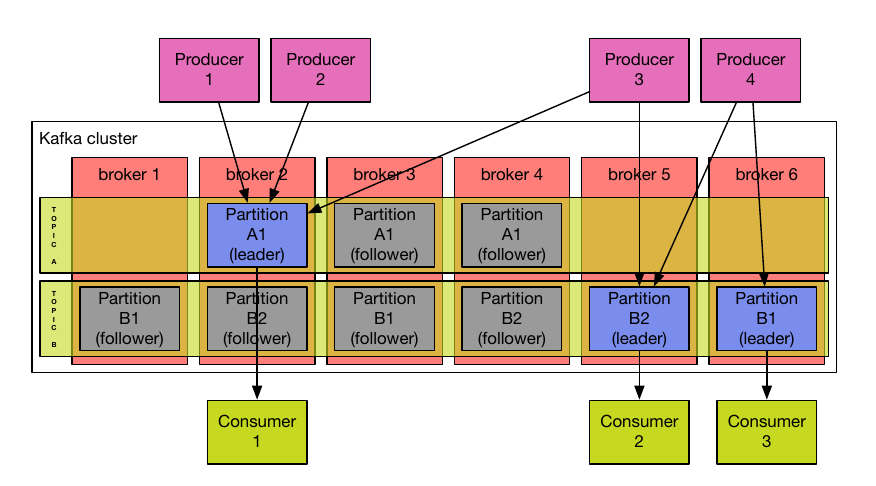 Producer
1
Producer
2
Producer
3
Producer
4
Kafka cluster
broker 1
broker 2
broker 3
broker 4
broker 5
broker 6
TOPIC A
Partition
A1
(leader)
Partition
A1
(follower)
Partition
A1
(follower)
TOPIC B
Partition
B1
(follower)
Partition
B2
(follower)
Partition
B1
(follower)
Partition
B2
(follower)
Partition
B2
(leader)
Partition
B1
(leader)
Consumer
1
Consumer
2
Consumer
3